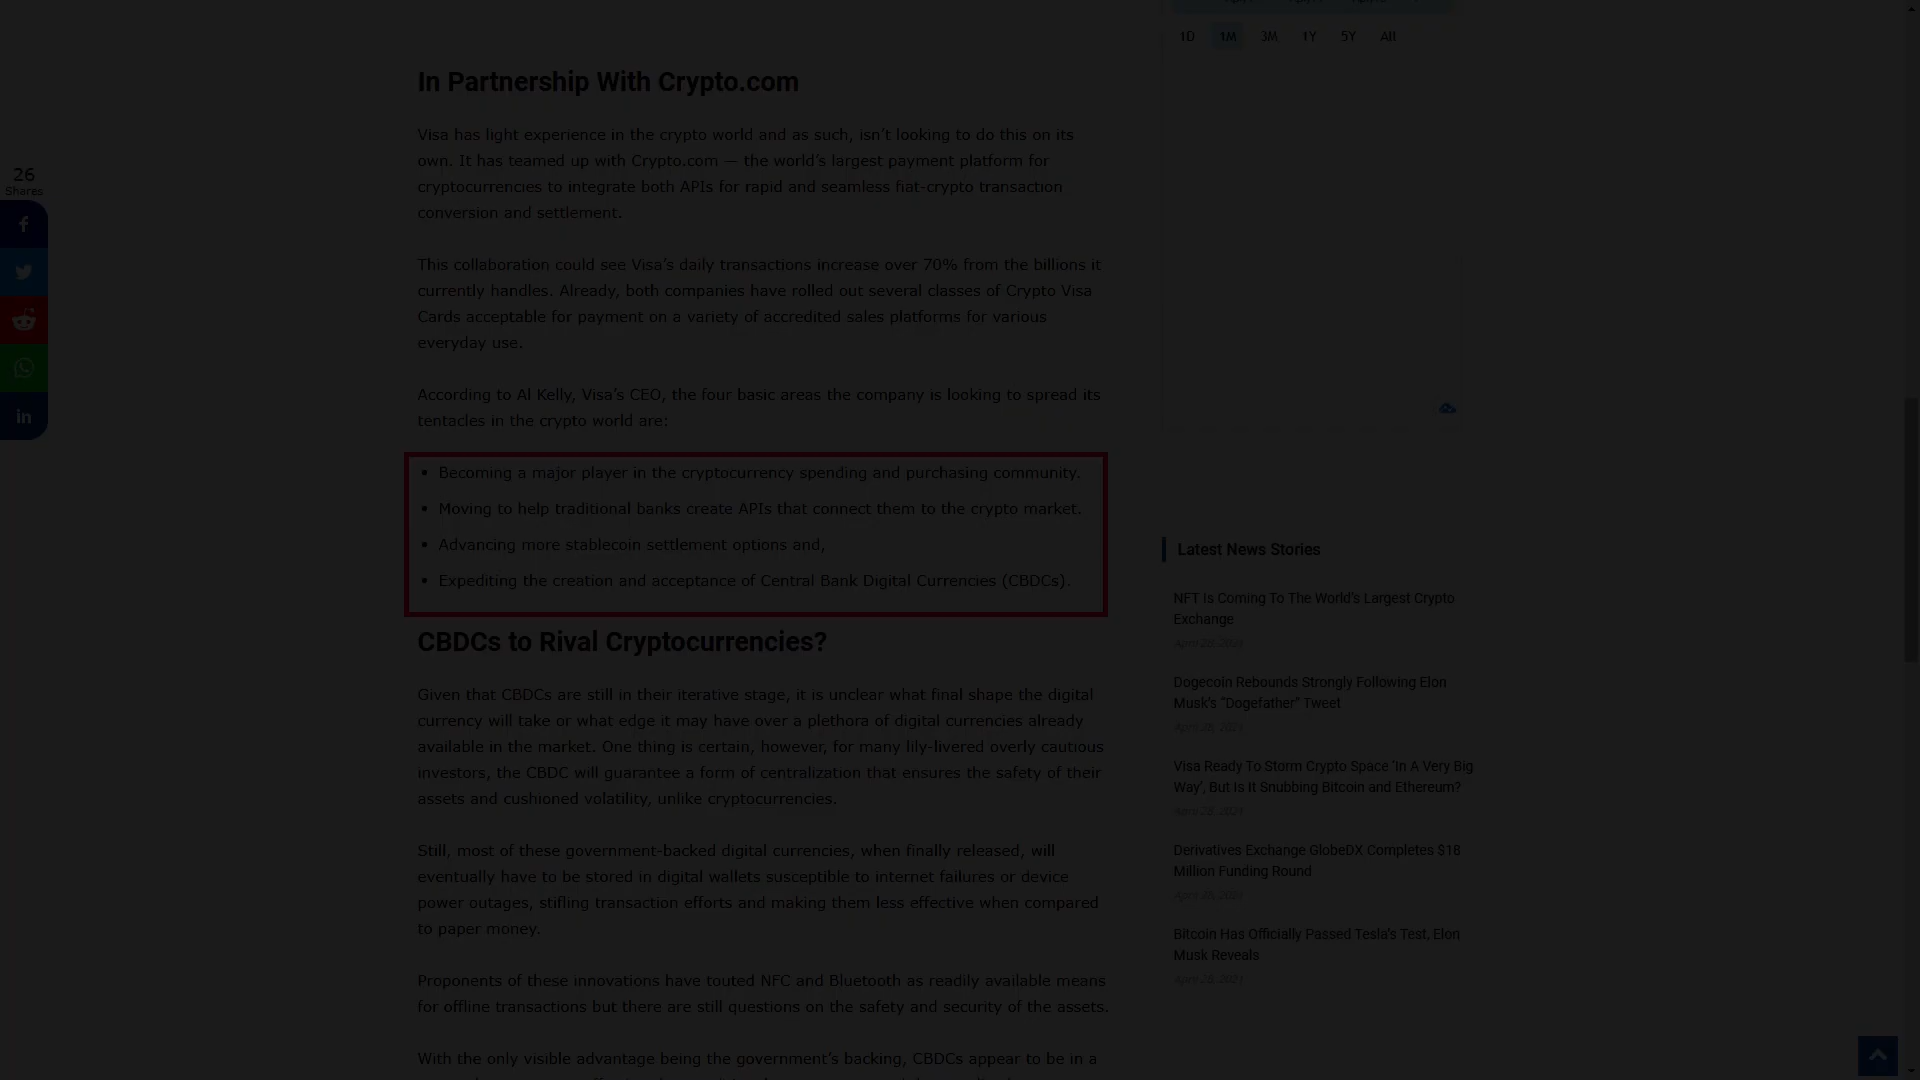 1D 1M 3M 1Y 5Y All
In Partnership With Crypto.com
Visa has light experience in the crypto world and as such, isn't looking to do this on its
own. It has teamed up with Crypto.com — the world's largest payment platform for
cryptocurrencies to integrate both APIs for rapid and seamless fiat-crypto transaction
conversion and settlement.
26
Shares
This collaboration could see Visa's daily transactions increase over 70% from the billions it
currently handles. Already, both companies have rolled out several classes of Crypto Visa
Cards acceptable for payment on a variety of accredited sales platforms for various
everyday use.
According to Al Kelly, Visa's CEO, the four basic areas the company is looking to spread its
tentacles in the crypto world are:
• Becoming a major player in the cryptocurrency spending and purchasing community.
• Moving to help traditional banks create APIs that connect them to the crypto market.
• Advancing more stablecoin settlement options and,
• Expediting the creation and acceptance of Central Bank Digital Currencies (CBDCs).
CBDCs to Rival Cryptocurrencies?
Given that CBDCs are still in their iterative stage, it is unclear what final shape the digital
currency will take or what edge it may have over a plethora of digital currencies already
available in the market. One thing is certain, however, for many lily-livered overly cautious
investors, the CBDC will guarantee a form of centralization that ensures the safety of their
assets and cushioned volatility, unlike cryptocurrencies.
Still, most of these government-backed digital currencies, when finally released, will
eventually have to be stored in digital wallets susceptible to internet failures or device
power outages, stifling transaction efforts and making them less effective when compared
to paper money.
Proponents of these innovations have touted NFC and Bluetooth as readily available means
for offline transactions but there are still questions on the safety and security of the assets.
With the only visible advantage being the government's backing, CBDCs appear to be in a
Latest News Stories
NFT Is Coming To The World's Largest Crypto
Exchange
April 28, 2021
Dogecoin Rebounds Strongly Following Elon
Musk's "Dogefather" Tweet
April 28, 2021
Visa Ready To Storm Crypto Space 'In A Very Big
Way', But Is It Snubbing Bitcoin and Ethereum?
April 28, 2021
Derivatives Exchange GlobeDX Completes $18
Million Funding Round
April 28, 2021
Bitcoin Has Officially Passed Tesla's Test, Elon
Musk Reveals
April 28, 2021